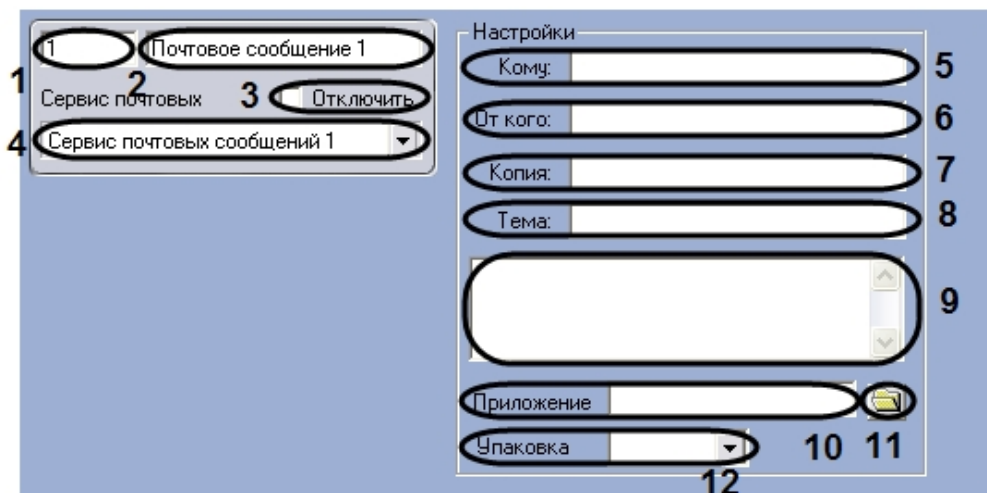 1 Почтовое сообщение 1
1 2
Сервис почтовых 3 Отключить
4 Сервис почтовых сообщений 1
Настройки
Кому: 5
От кого: 6
Копия: 7
Тема: 8
9
Приложение
Упаковка 10 11
12